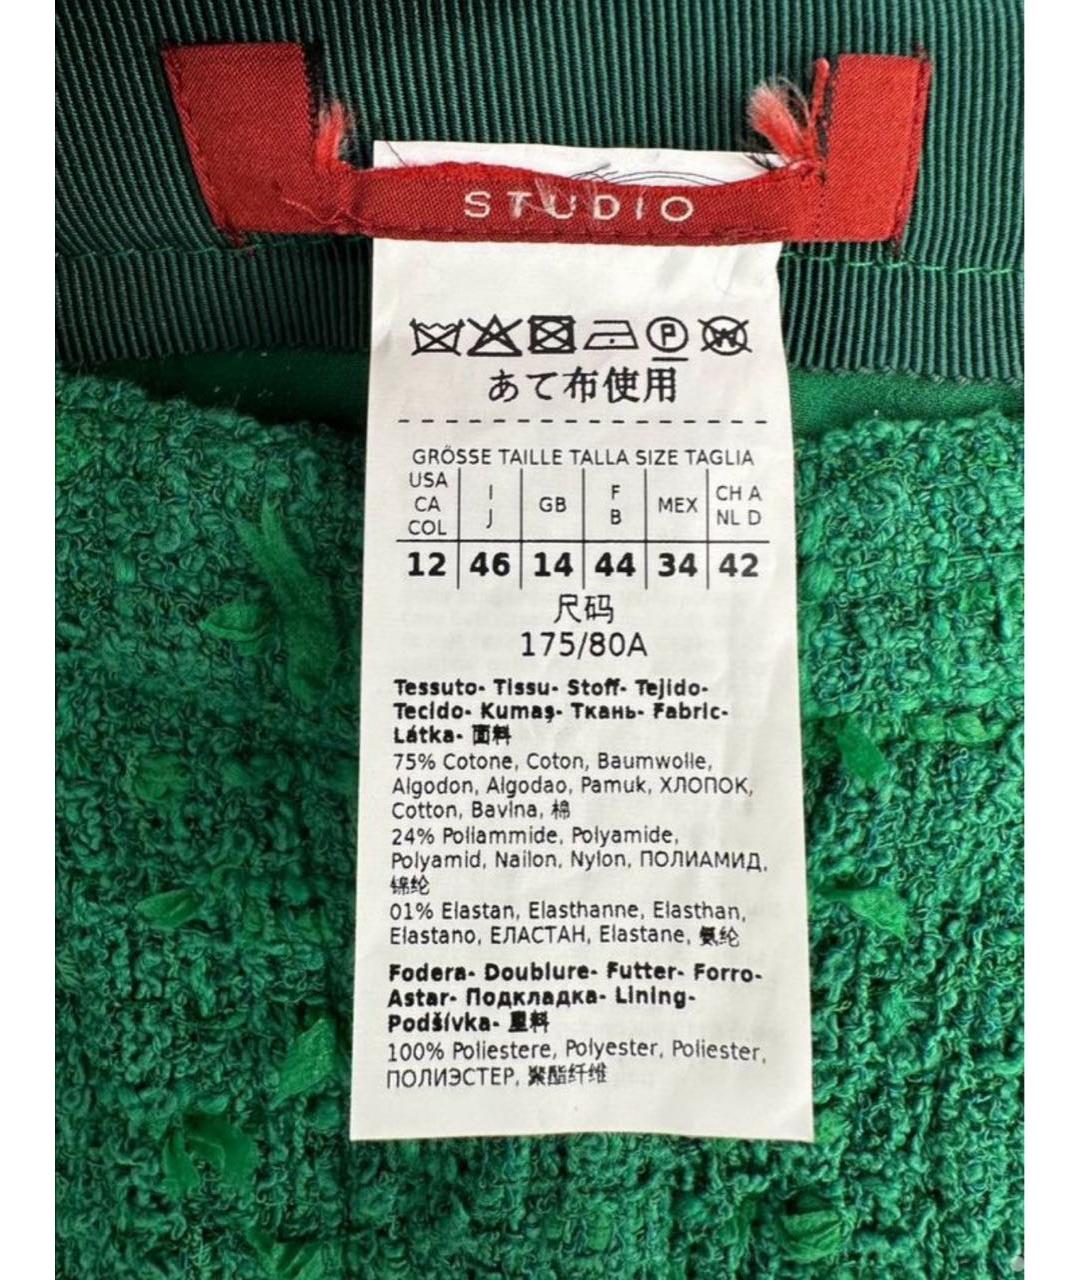 STUDIO
P
W
あて布使用
GRÖSSE TAILLE TALLA SIZE TAGLIA
USA CA COL I J GB F B MEX CH A NL D
12 46 14 44 34 42
尺码
175/80A
Tessuto- Tissu- Stoff- Tejido-
Tecido- Kumaş- Ткань- Fabric-
Látka- 面料
75% Cotone, Coton, Baumwolle,
Algodon, Algodao, Pamuk, ХЛОПОК,
Cotton, Bavlna, 棉
24% Poliammide, Polyamide,
Polyamid, Nailon, Nylon, ПОЛИАМИД,
锦纶
01% Elastan, Elasthanne, Elasthan,
Elastano, ЕЛАСТАН, Elastane, 氨纶
Fodera- Doublure- Futter- Forro-
Astar- Подкладка- Lining-
Podšívka- 里料
100% Poliestere, Polyester, Poliester,
ПОЛИЭСТЕР, 聚酯纤维